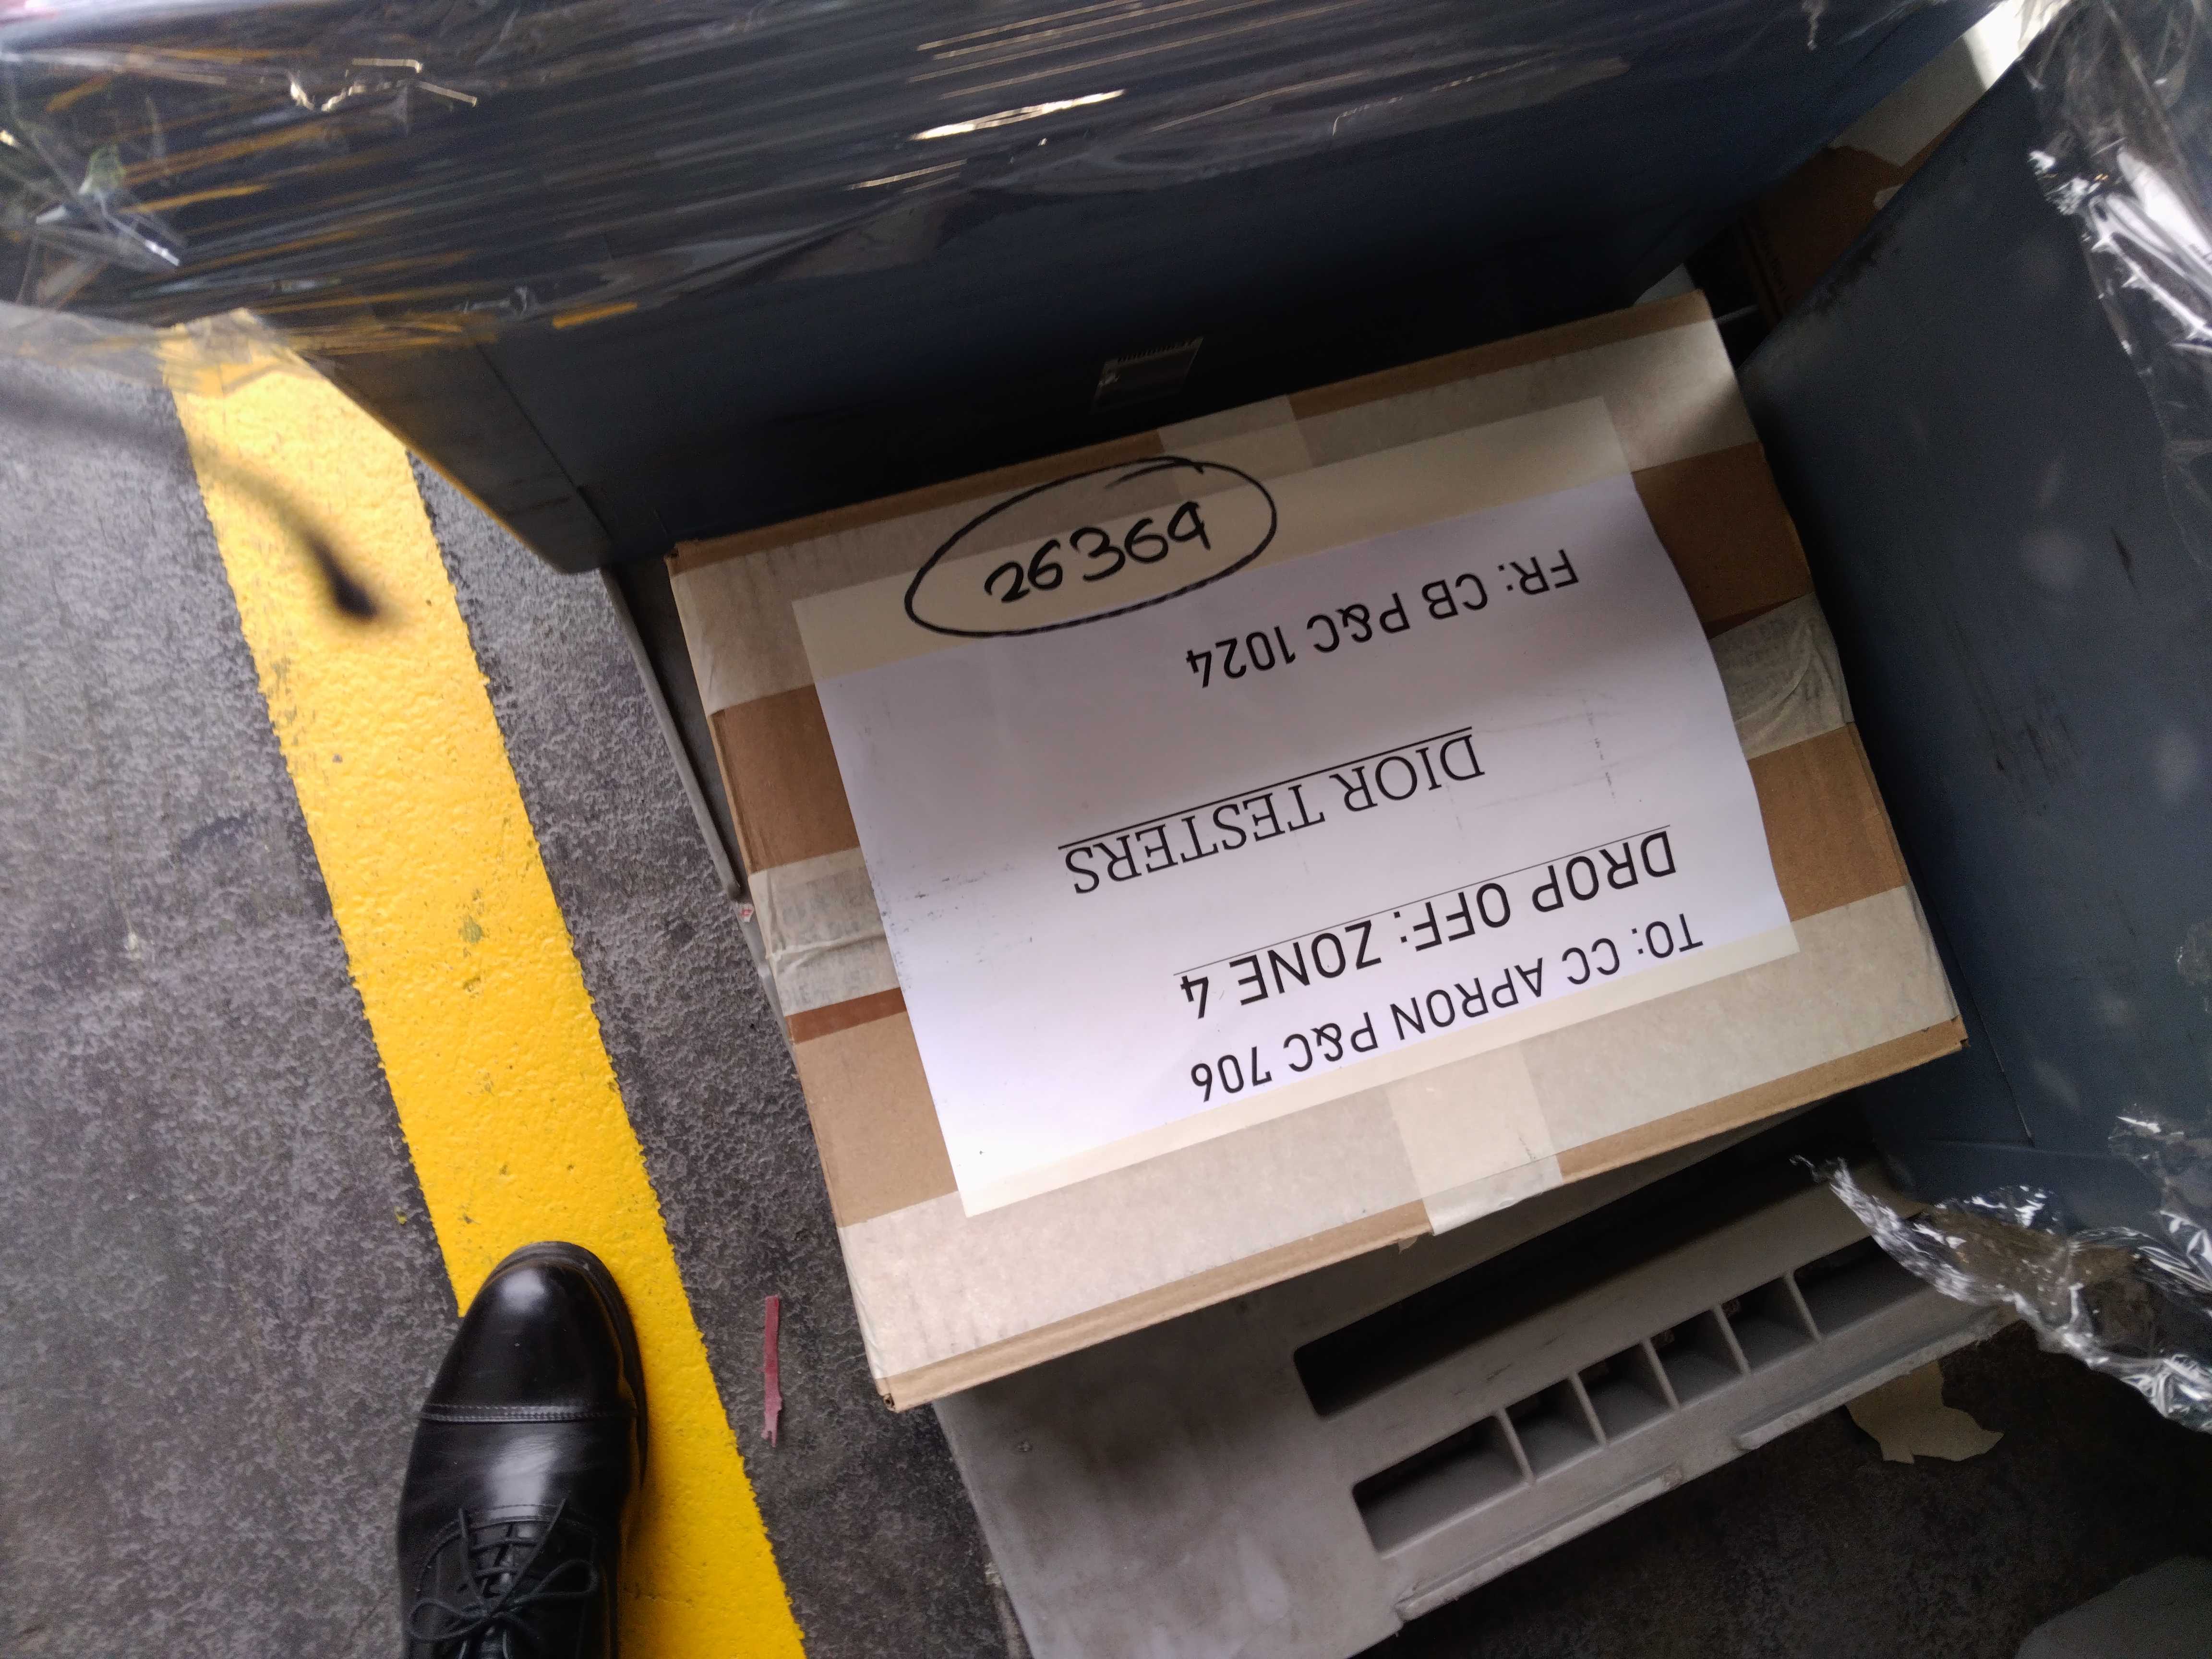 TO: CC APRON P&C 706
DROP OFF: ZONE 4
DIOR TESTERS
FR: CB P&C 1024
26364